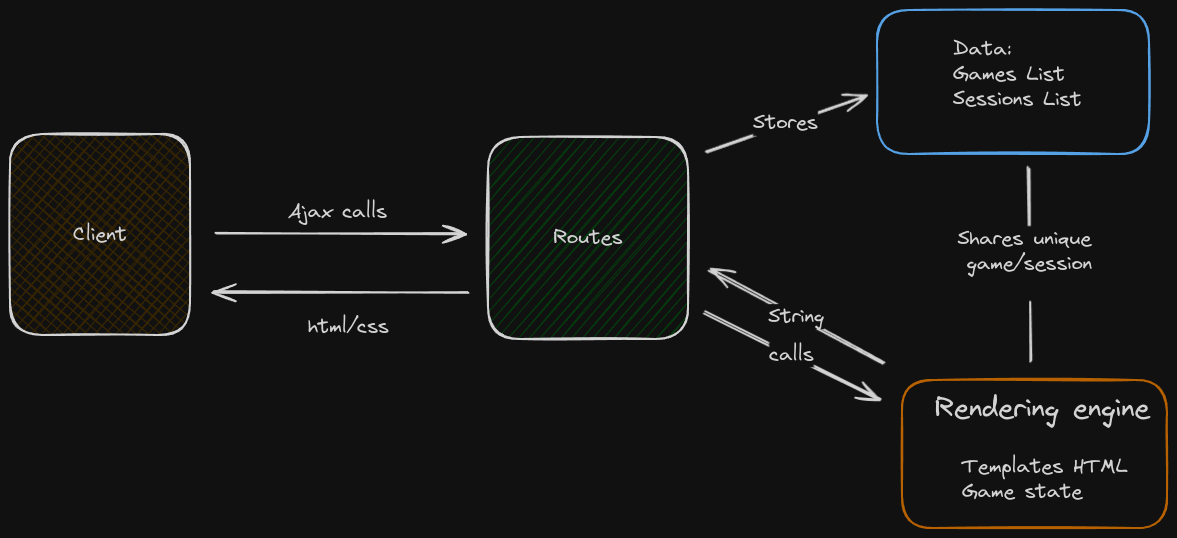 Data:
Games List
Sessions List
Stores
Ajax calls
Client
Routes
Shares unique
game/session
html/css
String
calls
Rendering engine
Templates HTML
Game state